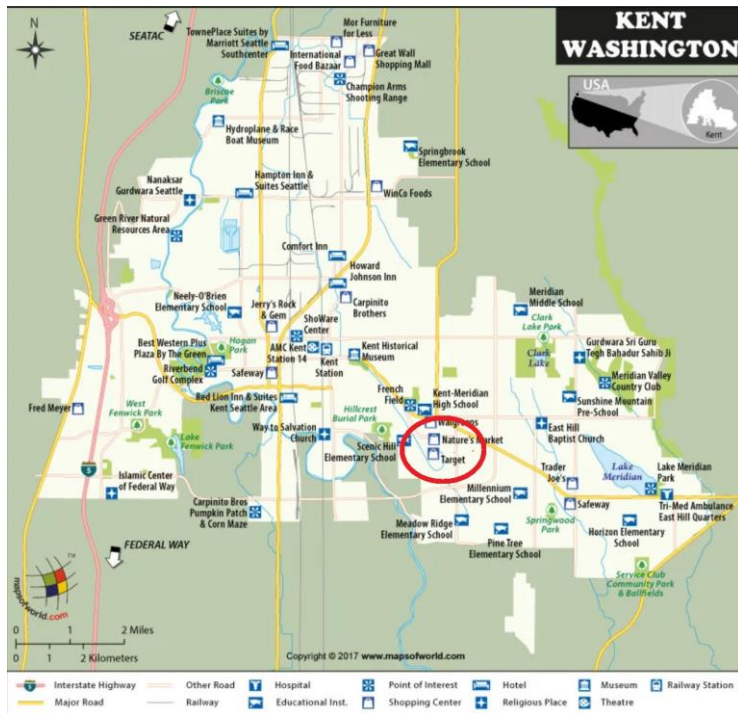 KENT
WASHINGTON
USA
Kent
N
SEATAC
TownePlace Suites by
Marriott Seattle
Southcenter
Mor Furniture
for Less
International
Food Bazaar
Great Wall
Shopping Mall
Champion Arms
Shooting Range
Briscoe
Park
Hydroplane & Race
Boat Museum
Springbrook
Elementary School
Nanaksar
Gurdwara Seattle
Hampton Inn &
Suites Seattle
WinCo Foods
Green River Natural
Resources Area
Comfort Inn
Howard
Johnson Inn
Neely-O'Brien
Elementary School
Jerry's Rock
& Gem
Carpinito
Brothers
ShoWare
Center
Meridian
Middle School
Clark
Lake Park
Best Western Plus
Plaza By The Green
Hogan
Park
AMC Kent
Station 14
Kent
Station
Kent Historical
Museum
Clark
Lake
Gurdwara Sri Guru
Tegh Bahadur Sahib Ji
Riverbend
Golf Complex
Safeway
Meridian Valley
Country Club
French
Field
Kent-Meridian
High School
Sunshine Mountain
Pre-School
Fred Meyer
West
Fenwick Park
Red Lion Inn & Suites
Kent Seattle Area
Hillcrest
Burial Park
Walgreens
East Hill
Baptist Church
Lake
Fenwick Park
Way to Salvation
Church
Scenic Hill
Elementary School
Nature's Market
Target
5
Islamic Center
of Federal Way
Trader
Joe's
Lake
Meridian
Lake Meridian
Park
Millennium
Elementary School
Safeway
Tri-Med Ambulance
East Hill Quarters
Carpinito Bros
Pumpkin Patch
& Corn Maze
Meadow Ridge
Elementary School
Springwood
Park
Horizon Elementary
School
Pine Tree
Elementary School
FEDERAL WAY
Service Club
Community Park
& Ballfields
TM
mapsofworld.com
0 1 2 Miles
0 2 Kilometers
Copyright © 2017 www.mapsofworld.com
5 Interstate Highway Other Road Hospital Point of Interest Hotel Museum Railway Station
Major Road Railway Educational Inst. Shopping Center Religious Place Theatre